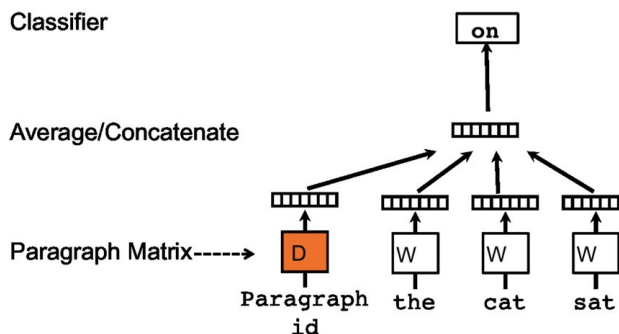 Classifier
on
Average/Concatenate
Paragraph Matrix
D
W
W
W
Paragraph
id
the
cat
sat